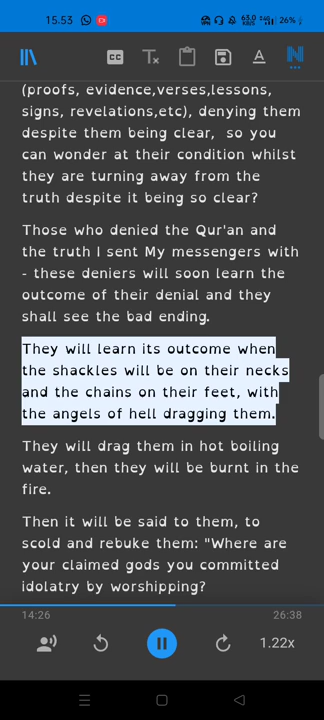 15.53
63.0 KB/s
26%
CC
(proofs, evidence,verses,lessons,
signs, revelations,etc), denying them
despite them being clear, so you
can wonder at their condition whilst
they are turning away from the
truth despite it being so clear?
Those who denied the Qur'an and
the truth I sent My messengers with
- these deniers will soon learn the
outcome of their denial and they
shall see the bad ending.
They will learn its outcome when
the shackles will be on their necks
and the chains on their feet, with
the angels of hell dragging them.
They will drag them in hot boiling
water, then they will be burnt in the
fire.
Then it will be said to them, to
scold and rebuke them: "Where are
your claimed gods you committed
idolatry by worshipping?
14:26
26:38
1.22x